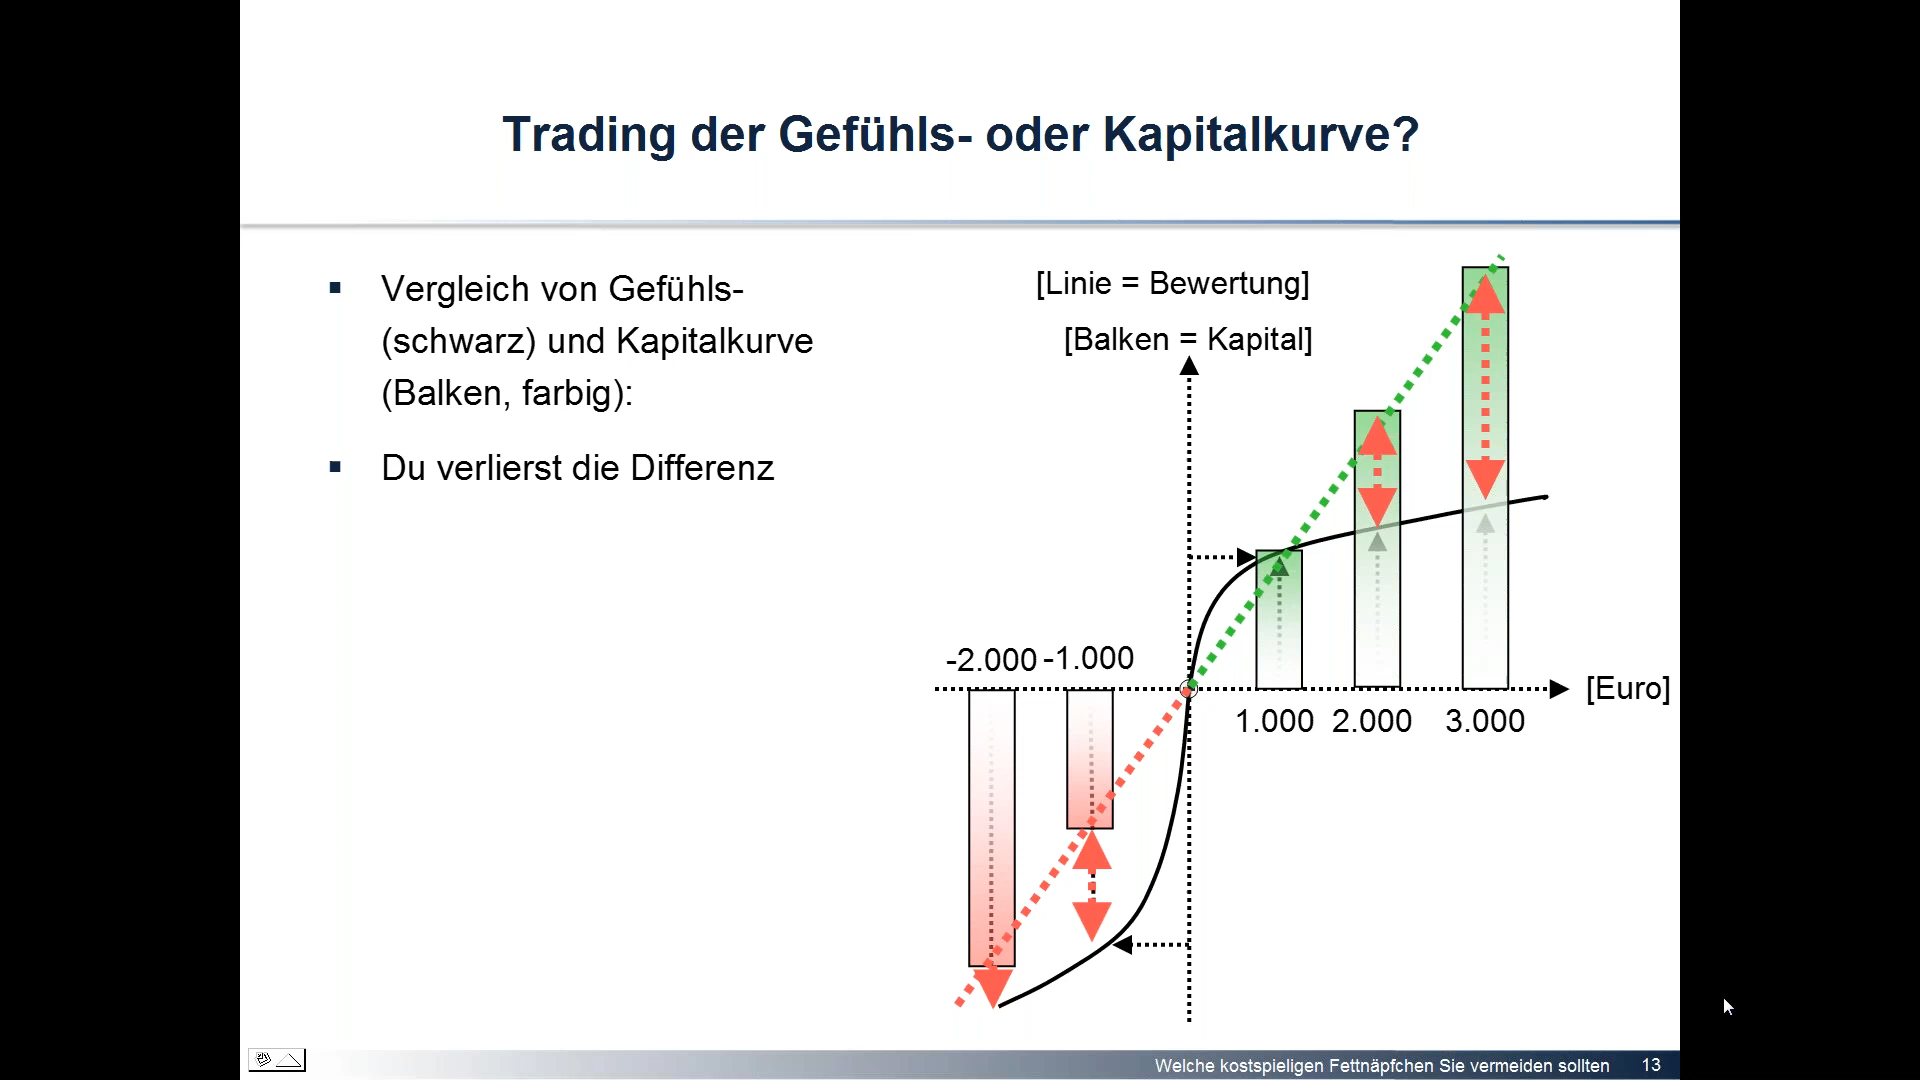 Trading der Gefühls- oder Kapitalkurve?
Vergleich von Gefühls-
(schwarz) und Kapitalkurve
(Balken, farbig):
Du verlierst die Differenz
[Linie = Bewertung]
[Balken = Kapital]
-2.000 -1.000
[Euro]
1.000 2.000 3.000
Welche kostspieligen Fettnäpfchen Sie vermeiden sollten 13